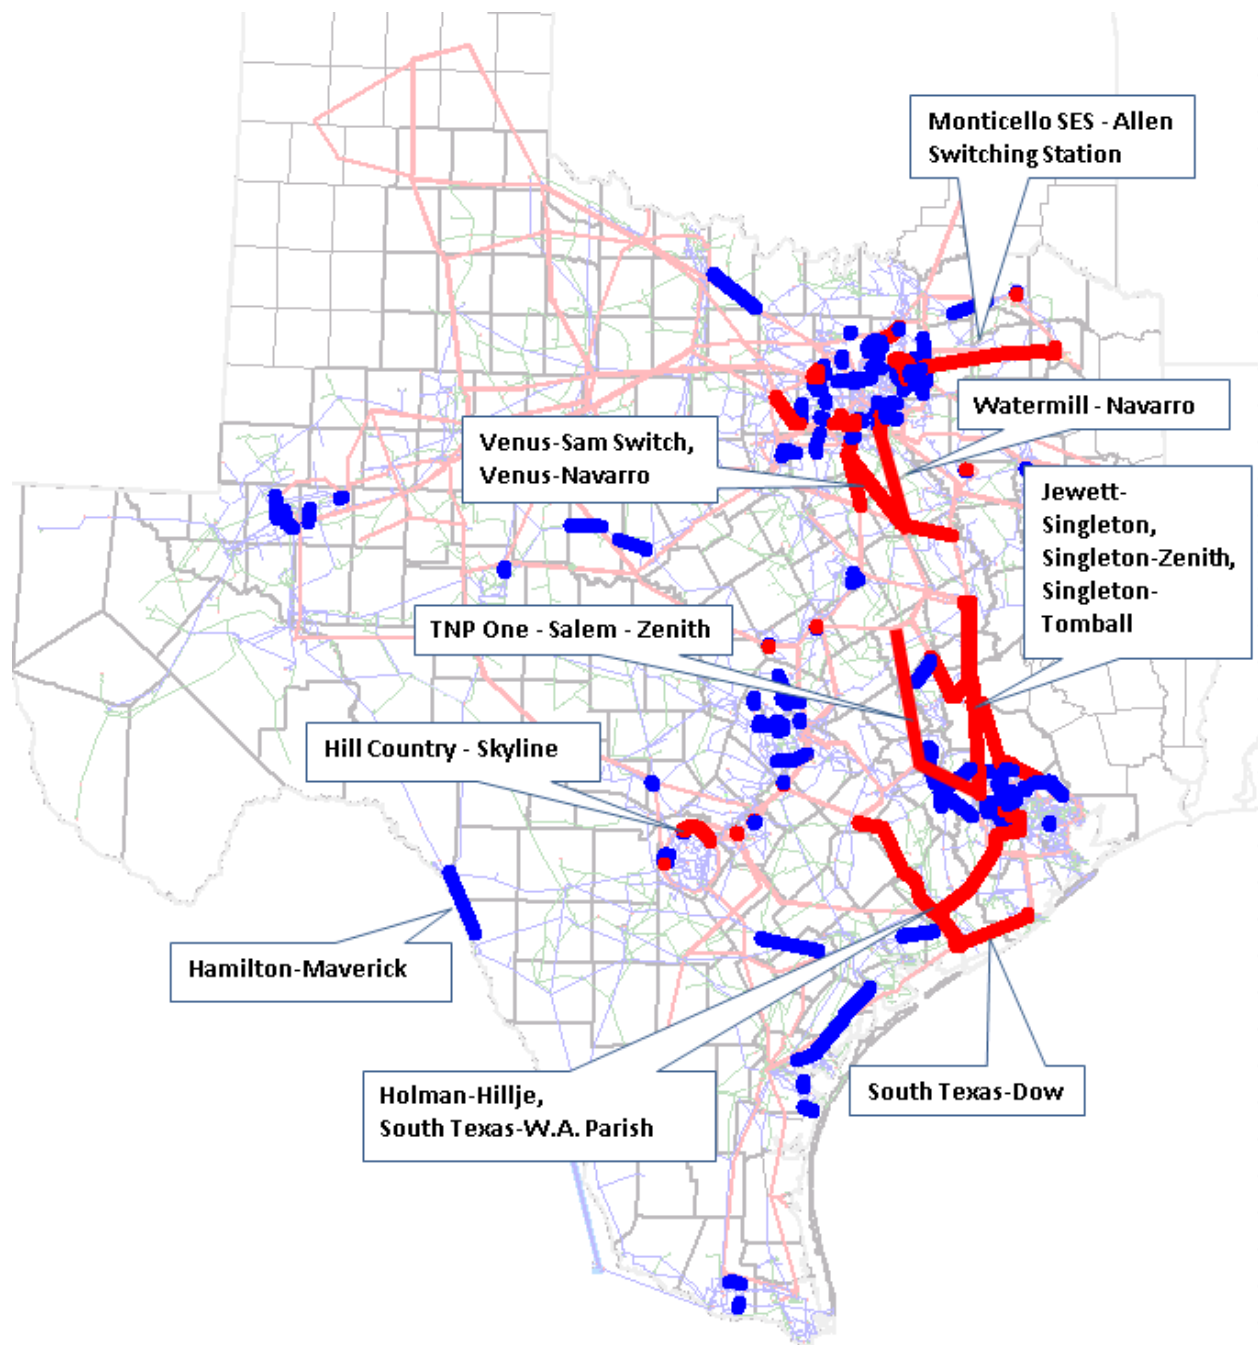 Monticello SES - Allen
Switching Station
Watermill - Navarro
Venus-Sam Switch,
Venus-Navarro
Jewett-
Singleton,
Singleton-Zenith,
Singleton-
Tomball
TNP One - Salem - Zenith
Hill Country - Skyline
Hamilton-Maverick
Holman-Hillje,
South Texas-W.A. Parish
South Texas-Dow